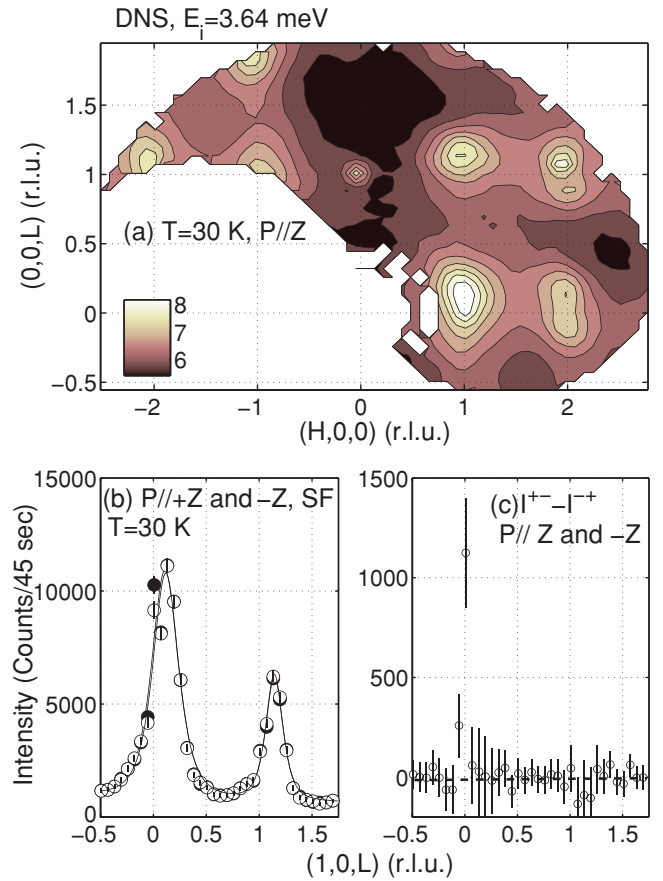 DNS, E_i=3.64 meV
(0,0,L) (r.l.u.)
1.5
1
0.5
0
−0.5
(a) T=30 K, P//Z
8
7
6
−2 −1 0 1 2
(H,0,0) (r.l.u.)
Intensity (Counts/45 sec)
15000
10000
5000
0
(b) P//+Z and −Z, SF
T=30 K
−0.5 0 0.5 1 1.5
1500
1000
500
0
(c) I⁺⁻−I⁻⁺
P// Z and −Z
−0.5 0 0.5 1 1.5
(1,0,L) (r.l.u.)